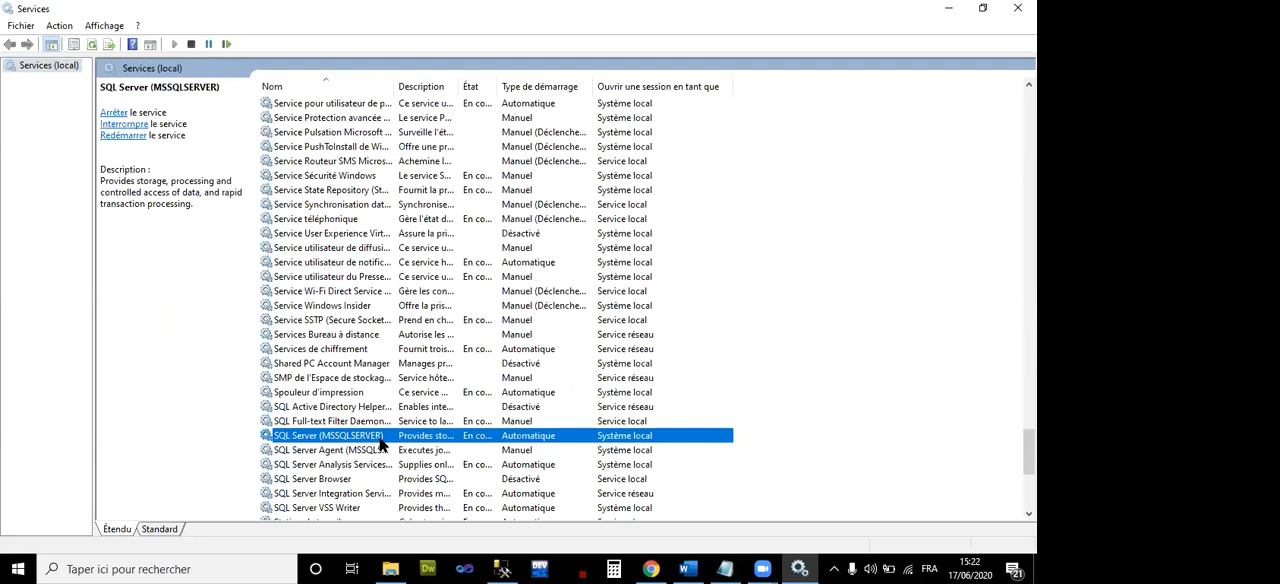 Services
Fichier Action Affichage ?
Services (local)
Services (local)
SQL Server (MSSQLSERVER)
Arrêter le service
Interrompre le service
Redémarrer le service
Description :
Provides storage, processing and
controlled access of data, and rapid
transaction processing.
Nom Description État Type de démarrage Ouvrir une session en tant que
Service pour utilisateur de p... Ce service u... En co... Automatique Système local
Service Protection avancée ... Le service P... Manuel Système local
Service Pulsation Microsoft ... Surveille l'ét... Manuel (Déclenche... Système local
Service PushToInstall de Wi... Offre une pr... Manuel (Déclenche... Système local
Service Routeur SMS Micros... Achemine l... Manuel (Déclenche... Service local
Service Sécurité Windows Le service S... En co... Manuel Système local
Service State Repository (St... Fournit la pr... En co... Manuel Système local
Service Synchronisation dat... Synchronise... Manuel (Déclenche... Système local
Service téléphonique Gère l'état d... En co... Manuel (Déclenche... Service local
Service User Experience Virt... Assure la pri... Désactivé Système local
Service utilisateur de diffusi... Ce service u... Manuel Système local
Service utilisateur de notific... Ce service h... En co... Automatique Système local
Service utilisateur du Presse... Ce service u... En co... Manuel Système local
Service Wi-Fi Direct Service ... Gère les con... Manuel (Déclenche... Service local
Service Windows Insider Offre la pris... Manuel (Déclenche... Système local
Service SSTP (Secure Socket... Prend en ch... En co... Manuel Service local
Services Bureau à distance Autorise les ... Manuel Service réseau
Services de chiffrement Fournit trois... En co... Automatique Service réseau
Shared PC Account Manager Manages pr... Désactivé Système local
SMP de l'Espace de stockag... Service hôte... Manuel Service réseau
Spouleur d'impression Ce service ... En co... Automatique Système local
SQL Active Directory Helper... Enables inte... Désactivé Service réseau
SQL Full-text Filter Daemon... Service to la... En co... Manuel Service local
SQL Server (MSSQLSERVER) Provides sto... En co... Automatique Système local
SQL Server Agent (MSSQLS... Executes jo... Manuel Système local
SQL Server Analysis Services... Supplies onl... En co... Automatique Système local
SQL Server Browser Provides SQ... Désactivé Service local
SQL Server Integration Servi... Provides m... En co... Automatique Service réseau
SQL Server VSS Writer Provides th... En co... Automatique Système local
Étendu Standard
Taper ici pour rechercher
Dw
DEV
FRA
15:22
17/06/2020
21